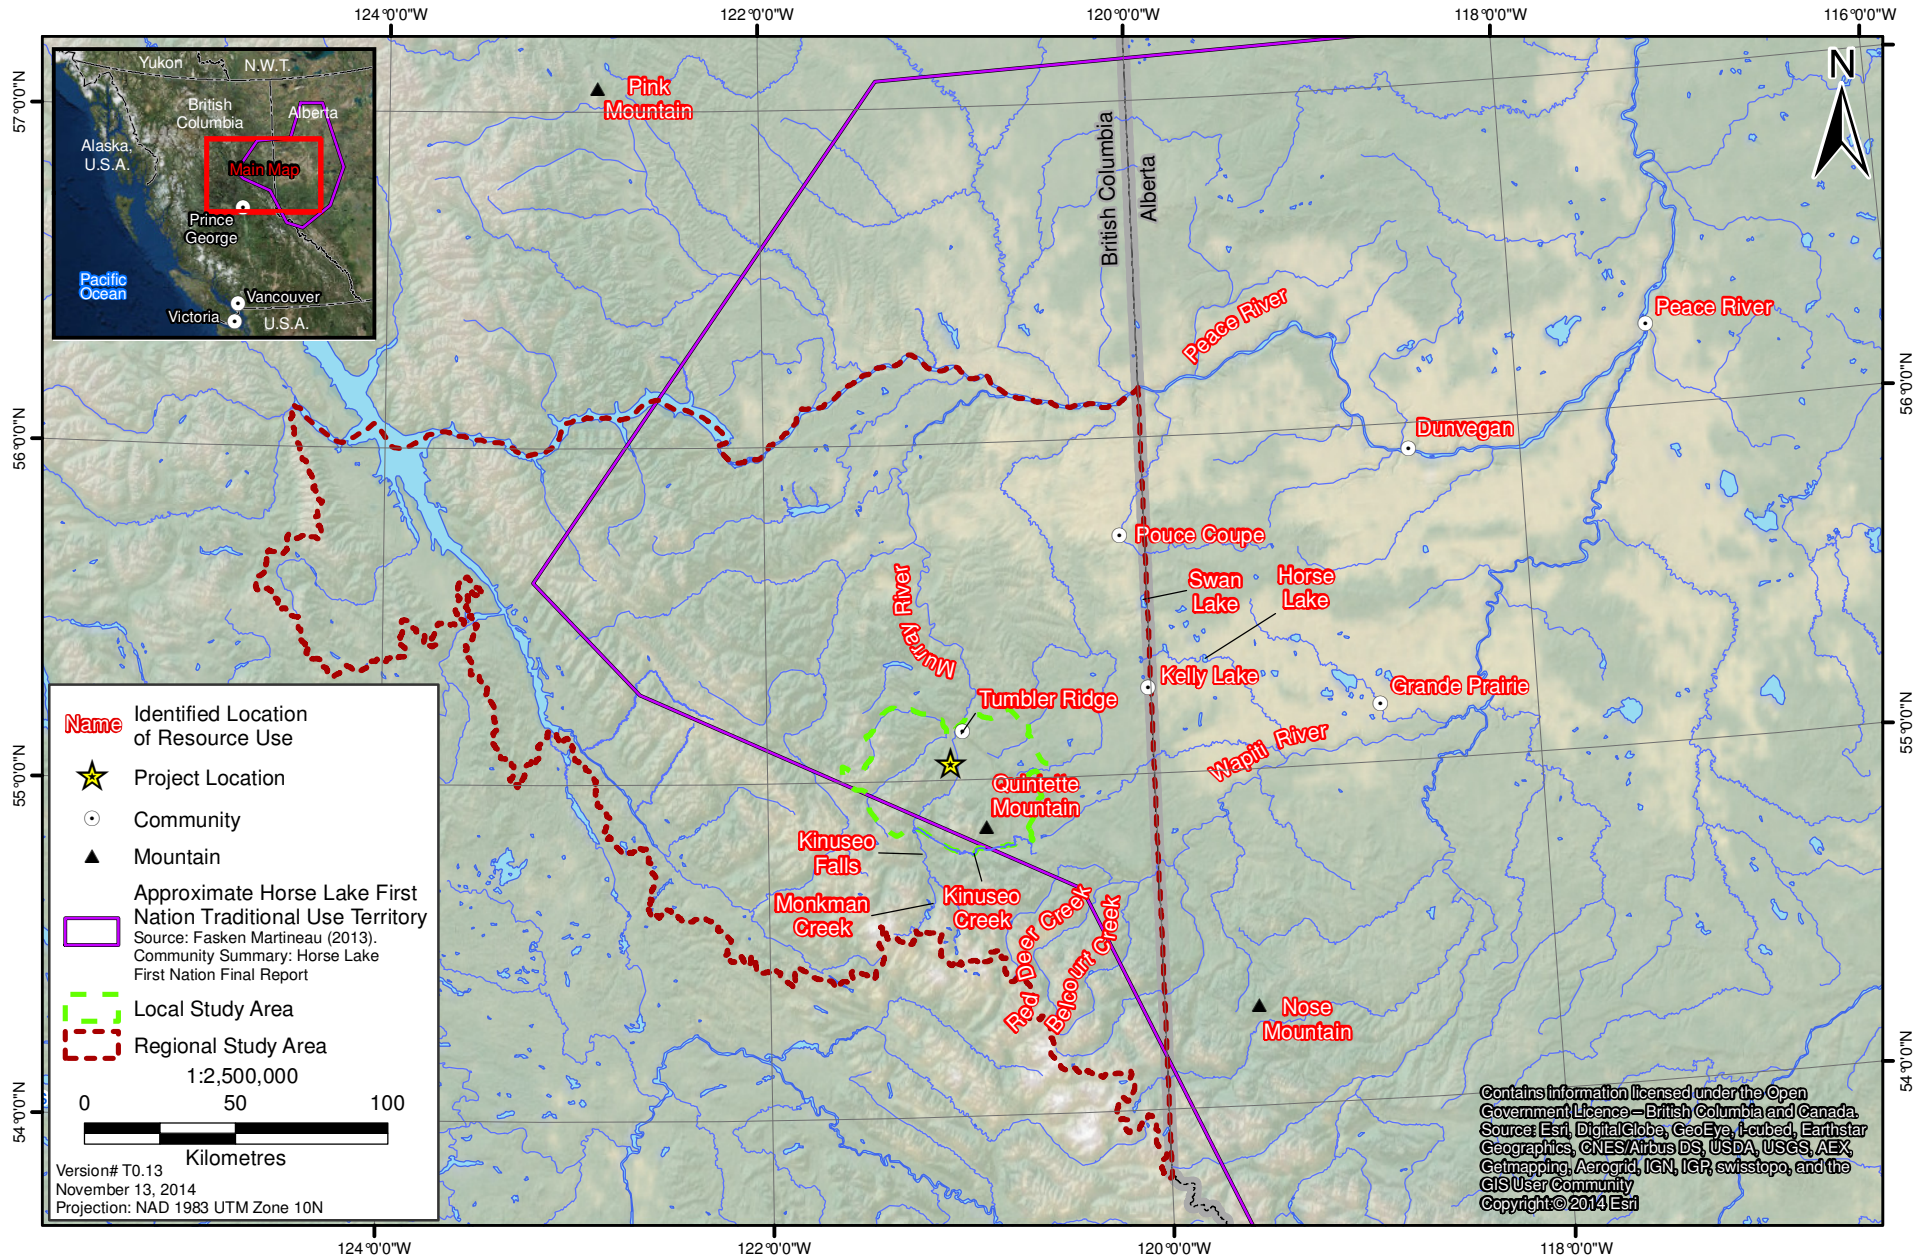 124°0'0"W
122°0'0"W
120°0'0"W
118°0'0"W
116°0'0"W
57°0'0"N
56°0'0"N
55°0'0"N
54°0'0"N
56°0'0"N
55°0'0"N
54°0'0"N
124°0'0"W
122°0'0"W
120°0'0"W
118°0'0"W
Yukon
N.W.T.
British
Columbia
Alberta
Alaska,
U.S.A.
Main Map
Prince
George
Pacific
Ocean
Vancouver
Victoria
U.S.A.
N
Pink
Mountain
British Columbia
Alberta
Peace River
Peace River
Dunvegan
Pouce Coupe
Swan
Lake
Horse
Lake
Murray River
Kelly Lake
Grande Prairie
Tumbler Ridge
Wapiti River
Quintette
Mountain
Kinuseo
Falls
Kinuseo
Creek
Monkman
Creek
Red Deer Creek
Belcourt Creek
Nose
Mountain
Name
Identified Location
of Resource Use
Project Location
Community
Mountain
Approximate Horse Lake First
Nation Traditional Use Territory
Source: Fasken Martineau (2013).
Community Summary: Horse Lake
First Nation Final Report
Local Study Area
Regional Study Area
1:2,500,000
0 50 100
Kilometres
Version# T0.13
November 13, 2014
Projection: NAD 1983 UTM Zone 10N
Contains information licensed under the Open
Government Licence – British Columbia and Canada.
Source: Esri, DigitalGlobe, GeoEye, i-cubed, Earthstar
Geographics, CNES/Airbus DS, USDA, USGS, AEX,
Getmapping, Aerogrid, IGN, IGP, swisstopo, and the
GIS User Community
Copyright:© 2014 Esri